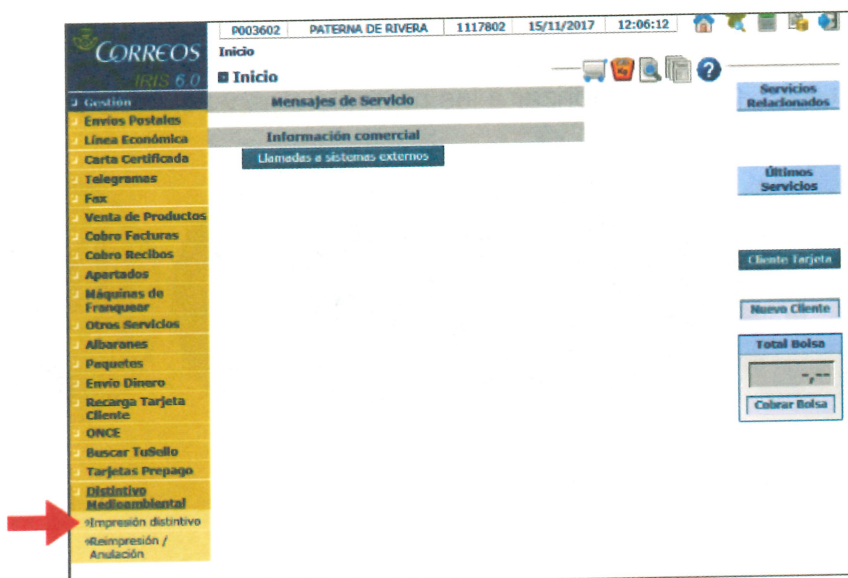 P003602 PATERNA DE RIVERA 1117802 15/11/2017 12:06:12
CORREOS
IRIS 6.0
Inicio
Inicio
Gestión
Envíos Postales
Línea Económica
Carta Certificada
Telegramas
Fax
Venta de Productos
Cobro Facturas
Cobro Recibos
Apartados
Máquinas de
Franquear
Otros Servicios
Albaranes
Paquetes
Envío Dinero
Recarga Tarjeta
Cliente
ONCE
Buscar TuSello
Tarjetas Prepago
Distintivo
Medioambiental
Impresión distintivo
Reimpresión /
Anulación
Mensajes de Servicio
Información comercial
Llamadas a sistemas externos
Kg
?
Servicios
Relacionados
Últimos
Servicios
Cliente Tarjeta
Nuevo Cliente
Total Bolsa
-,--
Cobrar Bolsa